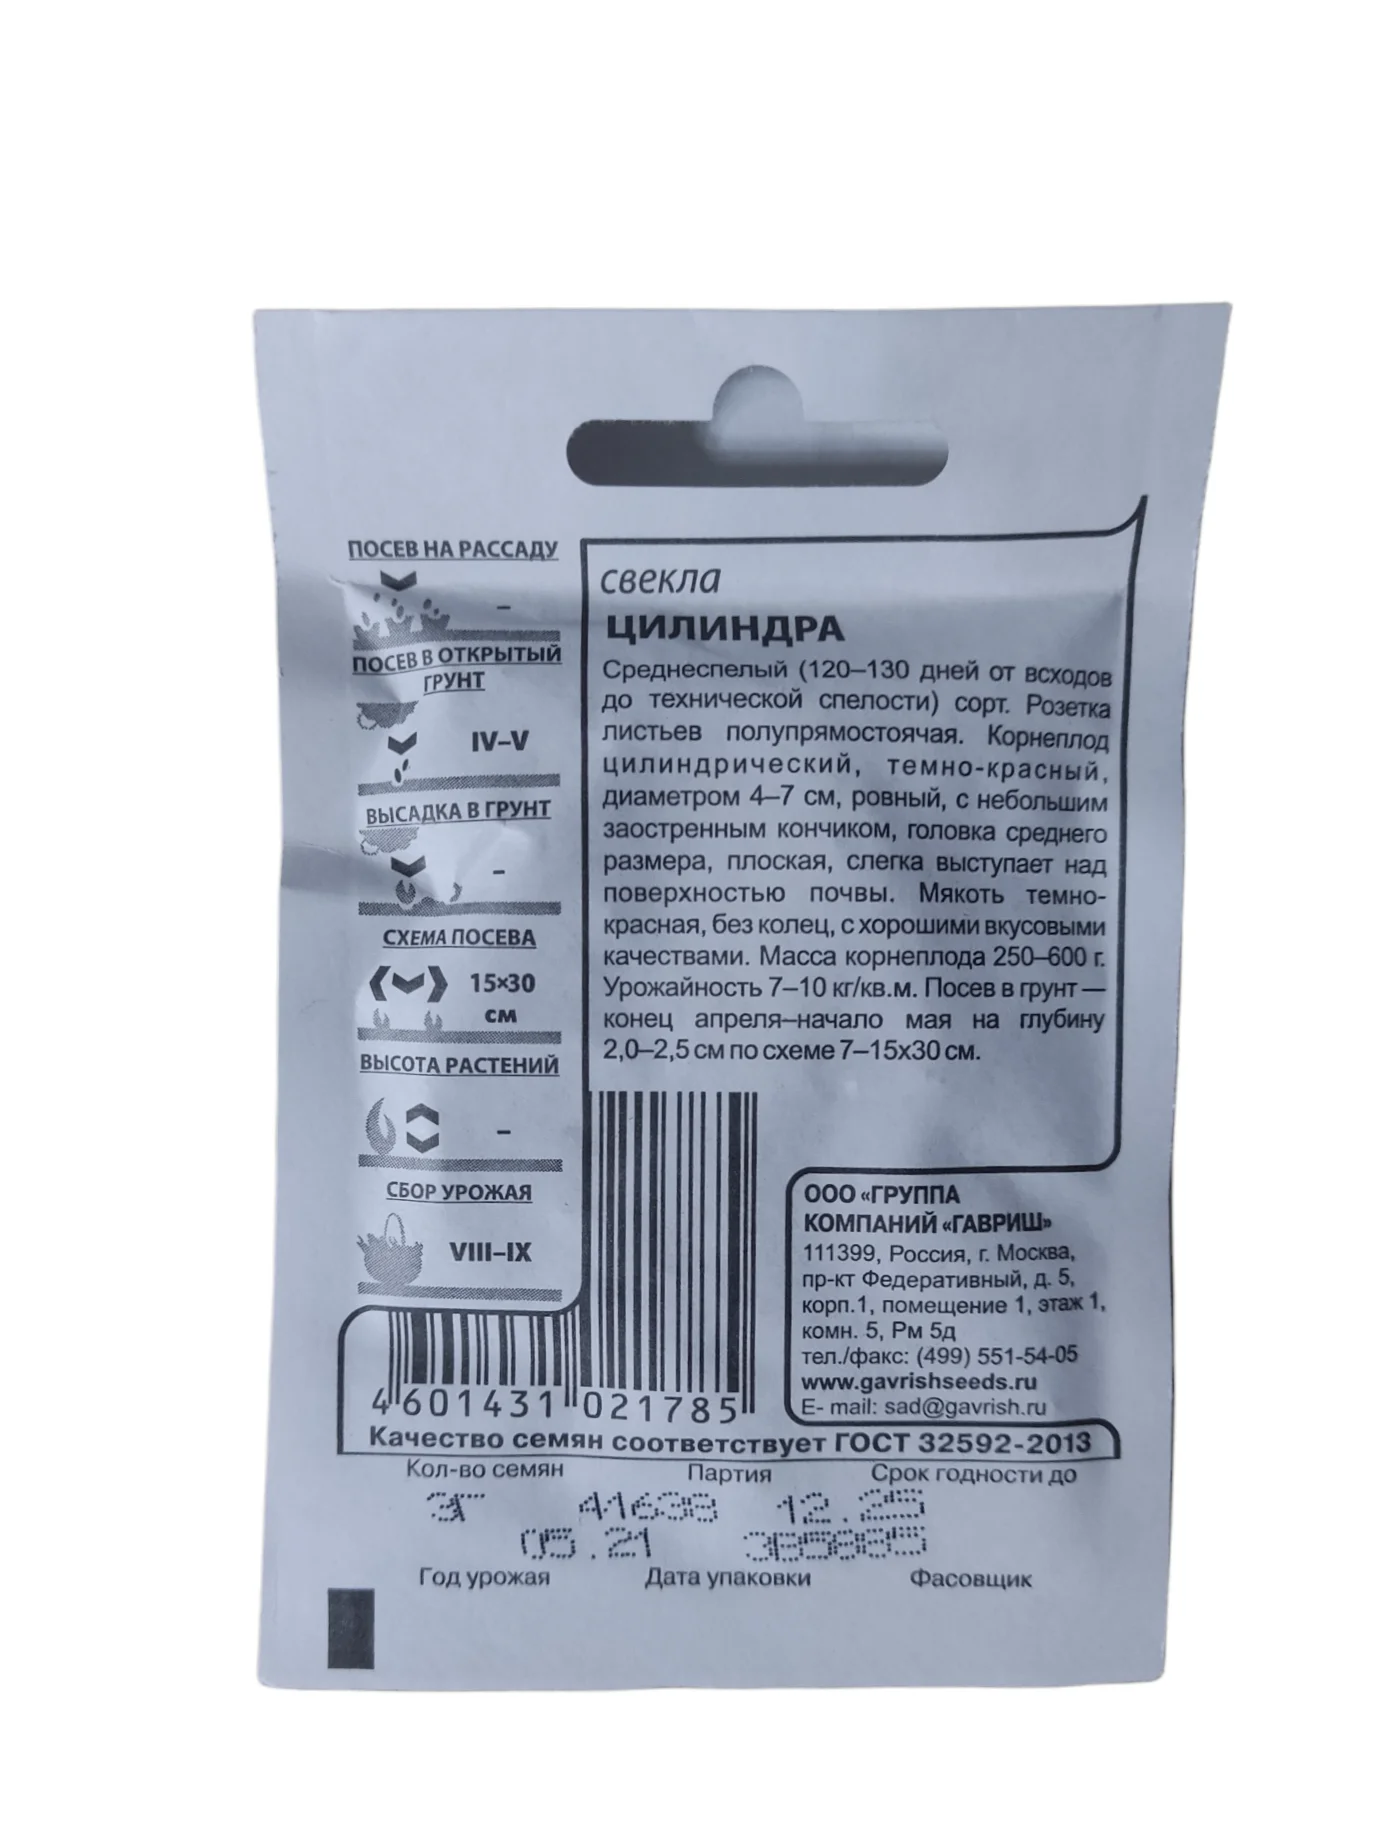 ПОСЕВ НА РАССАДУ
–
ПОСЕВ В ОТКРЫТЫЙ
ГРУНТ
IV–V
ВЫСАДКА В ГРУНТ
–
СХЕМА ПОСЕВА
15×30
см
ВЫСОТА РАСТЕНИЙ
–
СБОР УРОЖАЯ
VIII–IX
свекла
ЦИЛИНДРА
Среднеспелый (120–130 дней от всходов
до технической спелости) сорт. Розетка
листьев полупрямостоячая. Корнеплод
цилиндрический, темно-красный,
диаметром 4–7 см, ровный, с небольшим
заостренным кончиком, головка среднего
размера, плоская, слегка выступает над
поверхностью почвы. Мякоть темно-
красная, без колец, с хорошими вкусовыми
качествами. Масса корнеплода 250–600 г.
Урожайность 7–10 кг/кв.м. Посев в грунт —
конец апреля–начало мая на глубину
2,0–2,5 см по схеме 7–15х30 см.
ООО «ГРУППА
КОМПАНИЙ «ГАВРИШ»
111399, Россия, г. Москва,
пр-кт Федеративный, д. 5,
корп.1, помещение 1, этаж 1,
комн. 5, Рм 5д
тел./факс: (499) 551-54-05
www.gavrishseeds.ru
E- mail: sad@gavrish.ru
4 601431 021785
Качество семян соответствует ГОСТ 32592-2013
Кол-во семян Партия Срок годности до
3Г 41638 12.25
05.21
Год урожая Дата упаковки Фасовщик